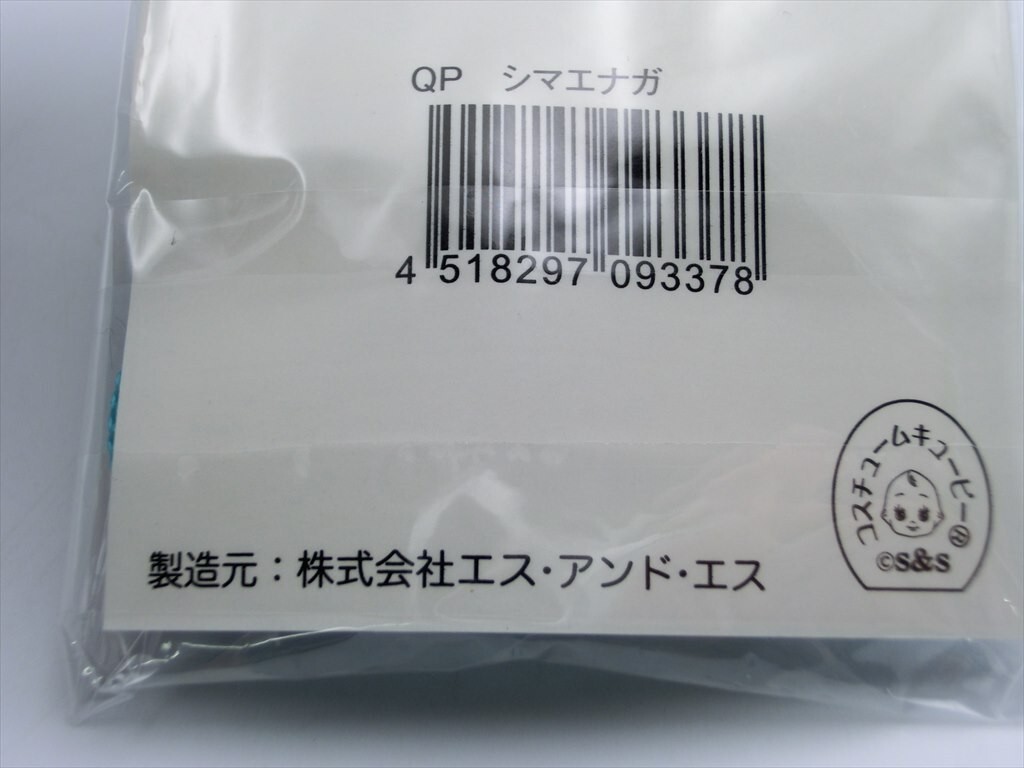 QP　シマエナガ
4 518297 093378
コスチュームキューピー®
©S&S
製造元：株式会社エス・アンド・エス